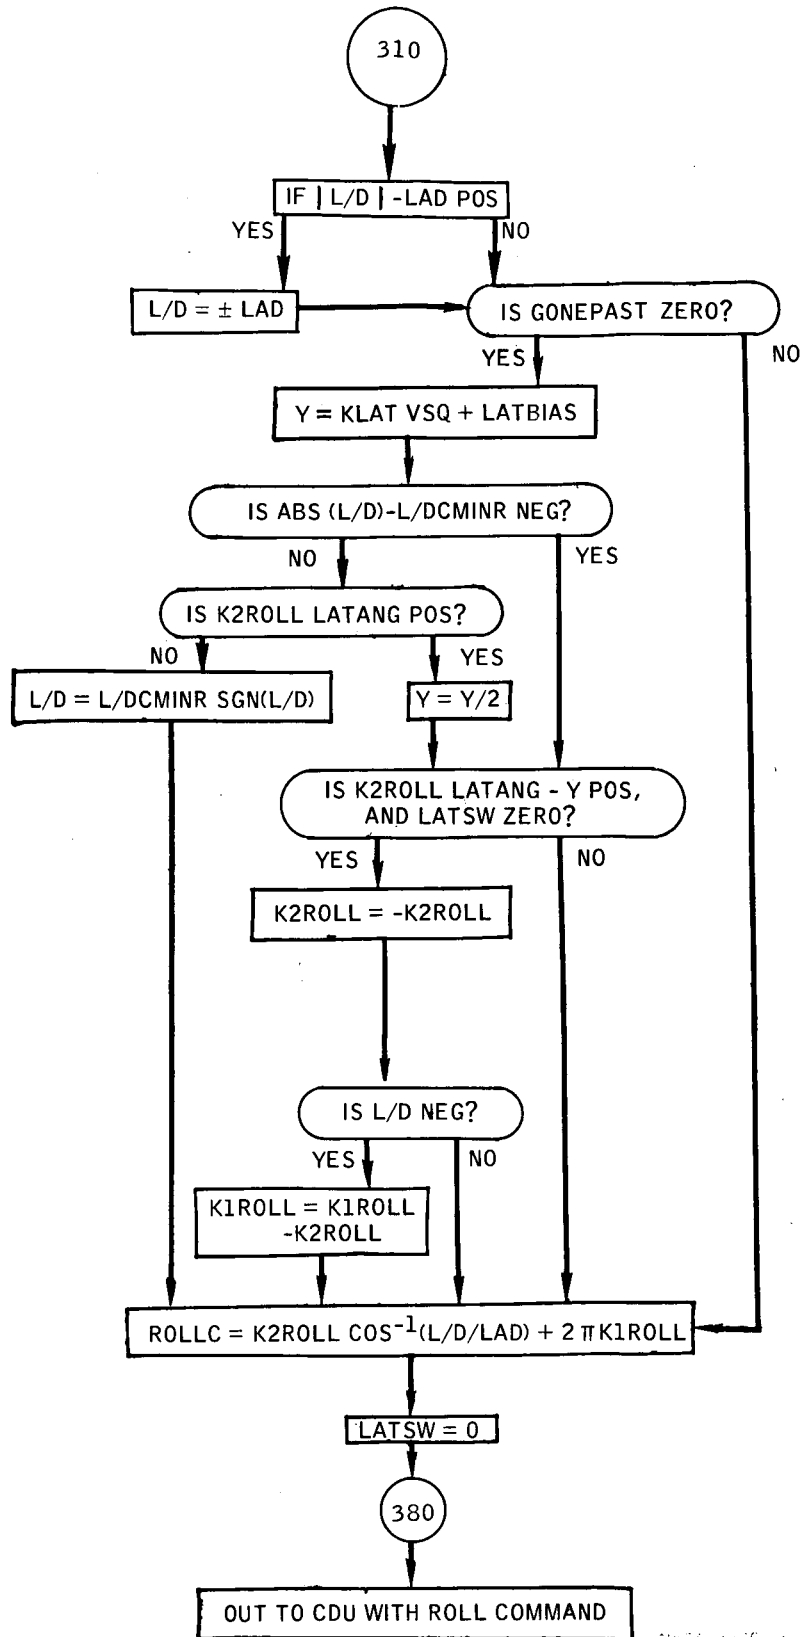 310
IF | L/D | -LAD POS
YES
NO
L/D = ± LAD
IS GONEPAST ZERO?
YES
NO
Y = KLAT VSQ + LATBIAS
IS ABS (L/D)-L/DCMINR NEG?
NO
YES
IS K2ROLL LATANG POS?
NO
YES
L/D = L/DCMINR SGN(L/D)
Y = Y/2
IS K2ROLL LATANG - Y POS,
AND LATSW ZERO?
YES
NO
K2ROLL = -K2ROLL
IS L/D NEG?
YES
NO
K1ROLL = K1ROLL
-K2ROLL
ROLLC = K2ROLL COS⁻¹(L/D/LAD) + 2 π K1ROLL
LATSW = 0
380
OUT TO CDU WITH ROLL COMMAND